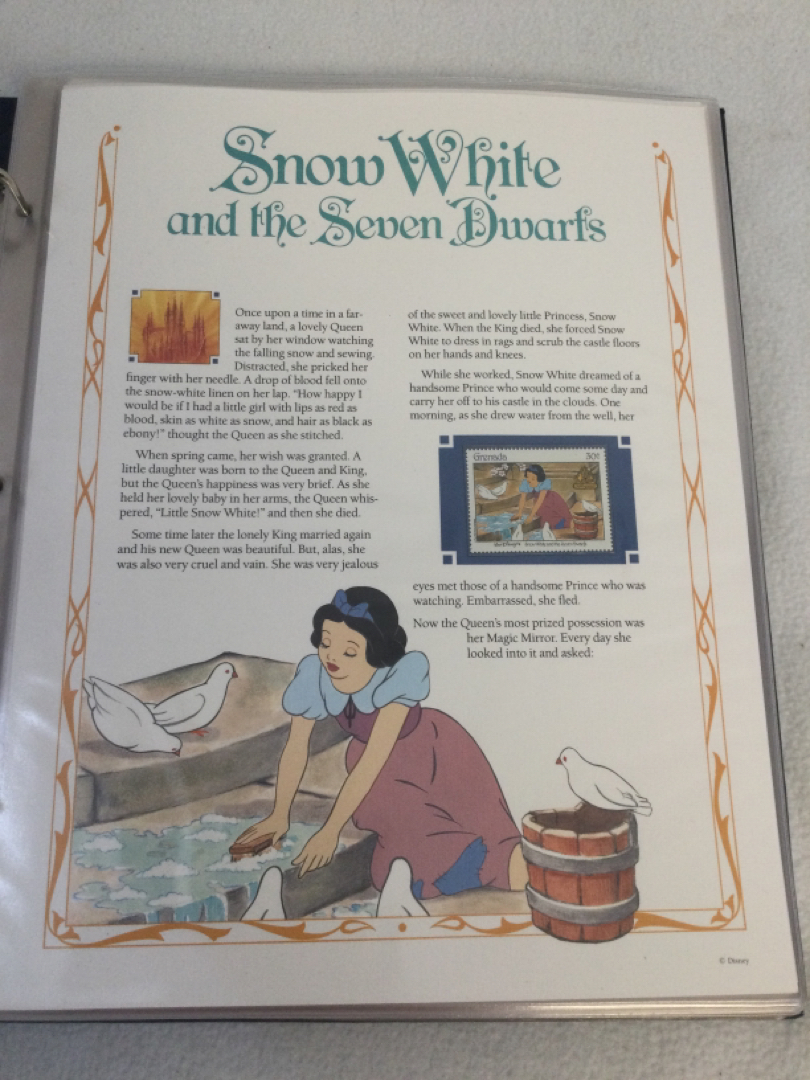 Snow White
and the Seven Dwarfs
Once upon a time in a far-
away land, a lovely Queen
sat by her window watching
the falling snow and sewing.
Distracted, she pricked her
finger with her needle. A drop of blood fell onto
the snow-white linen on her lap. "How happy I
would be if I had a little girl with lips as red as
blood, skin as white as snow, and hair as black as
ebony!" thought the Queen as she stitched.
When spring came, her wish was granted. A
little daughter was born to the Queen and King,
but the Queen's happiness was very brief. As she
held her lovely baby in her arms, the Queen whis-
pered, "Little Snow White!" and then she died.
Some time later the lonely King married again
and his new Queen was beautiful. But, alas, she
was also very cruel and vain. She was very jealous
of the sweet and lovely little Princess, Snow
White. When the King died, she forced Snow
White to dress in rags and scrub the castle floors
on her hands and knees.
While she worked, Snow White dreamed of a
handsome Prince who would come some day and
carry her off to his castle in the clouds. One
morning, as she drew water from the well, her
Grenada 30¢
Walt Disney's Snow White and the Seven Dwarfs
eyes met those of a handsome Prince who was
watching. Embarrassed, she fled.
Now the Queen's most prized possession was
her Magic Mirror. Every day she
looked into it and asked:
© Disney